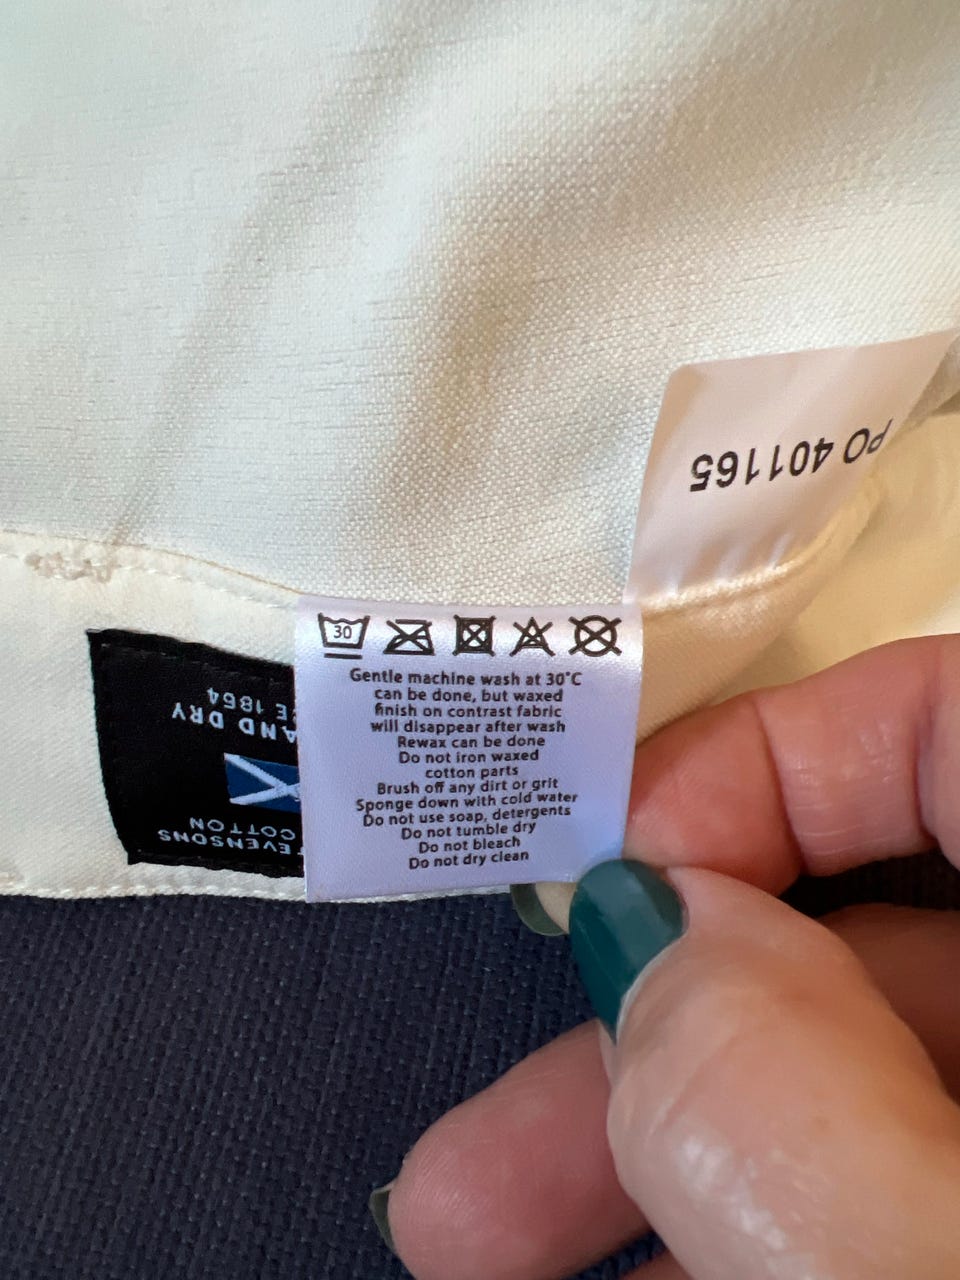 PO 401165
30
Gentle machine wash at 30°C
can be done, but waxed
finish on contrast fabric
will disappear after wash
Rewax can be done
Do not iron waxed
cotton parts
Brush off any dirt or grit
Sponge down with cold water
Do not use soap, detergents
Do not tumble dry
Do not bleach
Do not dry clean
TEVENSONS
COTTON
AND DRY
E 1864